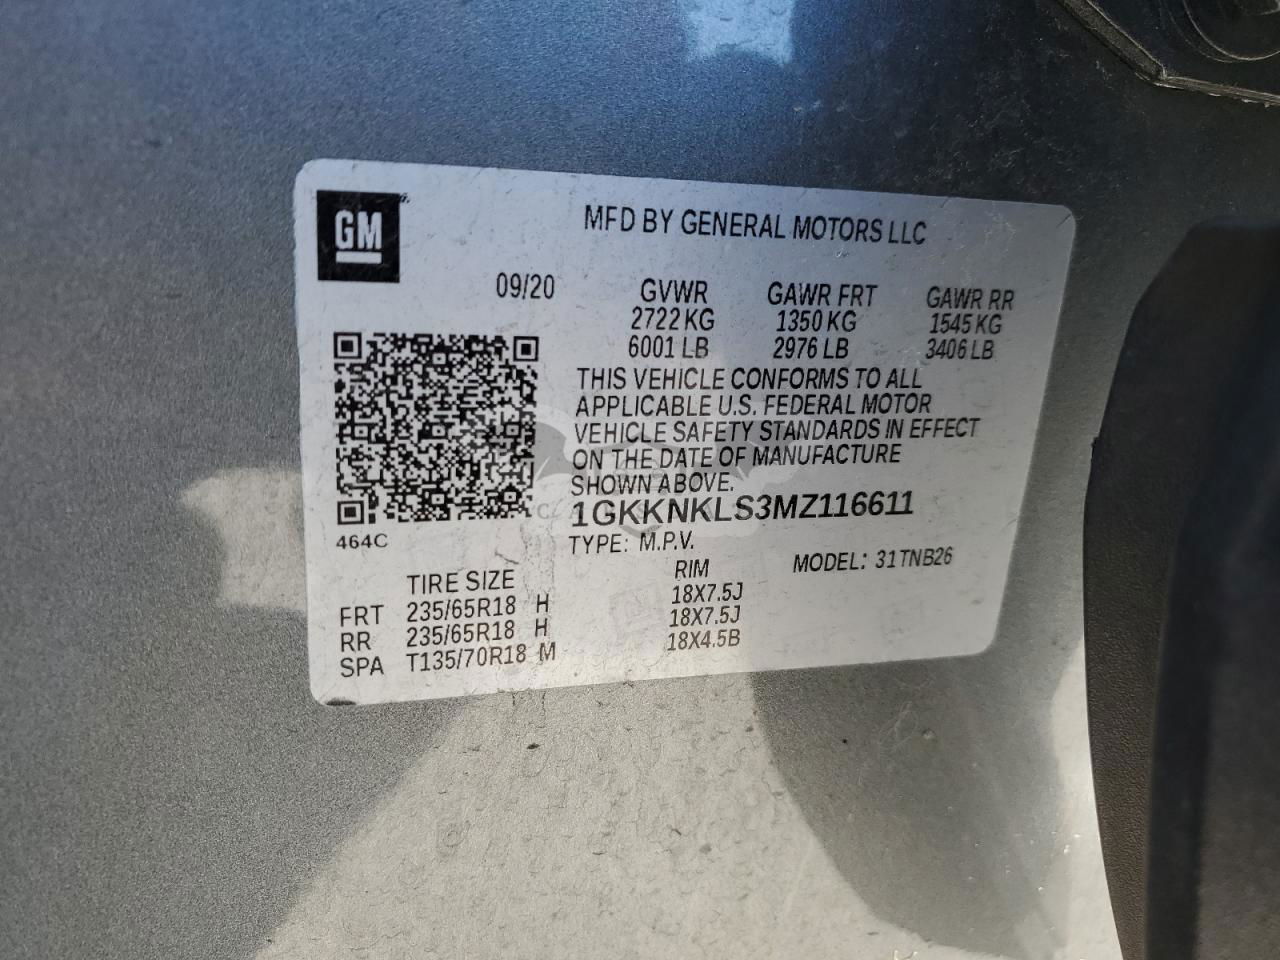 GM
MFD BY GENERAL MOTORS LLC
09/20 GVWR GAWR FRT GAWR RR
2722 KG 1350 KG 1545 KG
6001 LB 2976 LB 3406 LB
THIS VEHICLE CONFORMS TO ALL
APPLICABLE U.S. FEDERAL MOTOR
VEHICLE SAFETY STANDARDS IN EFFECT
ON THE DATE OF MANUFACTURE
SHOWN ABOVE.
1GKKNKLS3MZ116611
464C
TYPE: M.P.V. MODEL: 31TNB26
TIRE SIZE RIM
FRT 235/65R18 H 18X7.5J
RR 235/65R18 H 18X7.5J
SPA T135/70R18 M 18X4.5B